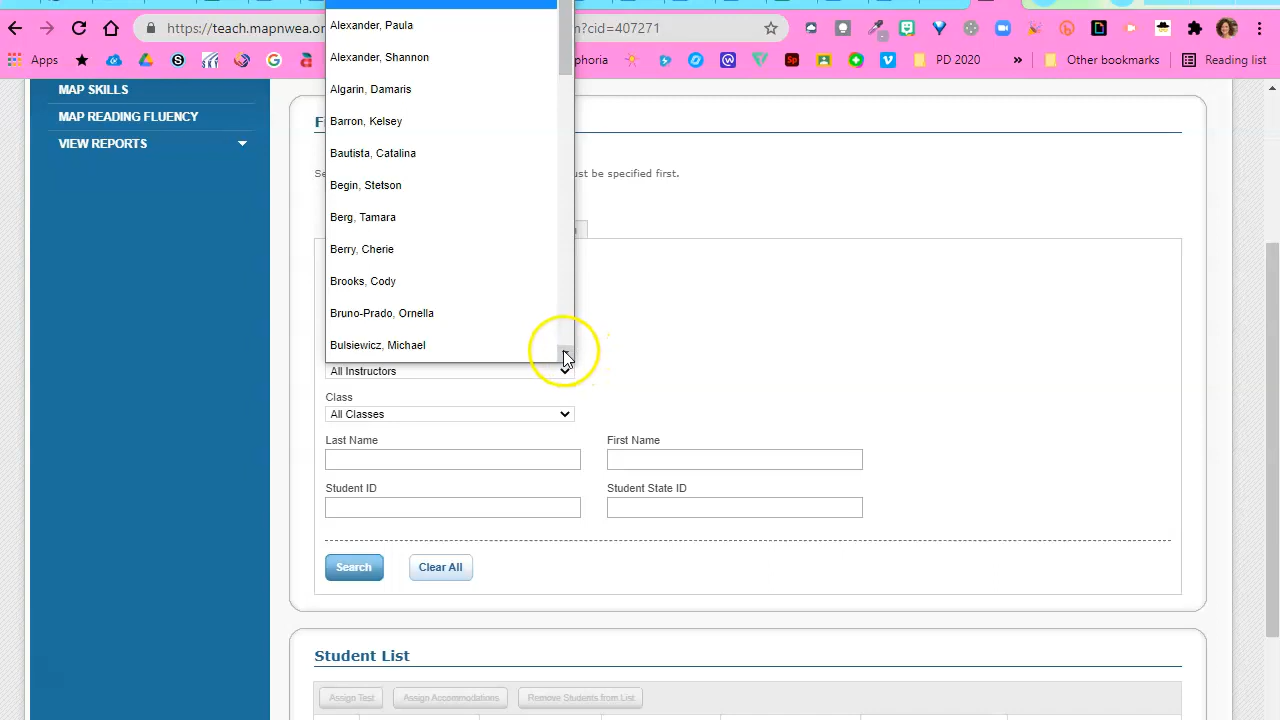 Alexander, Paula
https://teach.mapnwea.or
n?cid=407271
Apps
phoria
PD 2020
»
Other bookmarks
Reading list
Alexander, Shannon
Algarin, Damaris
Barron, Kelsey
Bautista, Catalina
Begin, Stetson
Berg, Tamara
Berry, Cherie
Brooks, Cody
Bruno-Prado, Ornella
Bulsiewicz, Michael
MAP SKILLS
MAP READING FLUENCY
VIEW REPORTS
F
Se
ust be specified first.
All Instructors
Class
All Classes
Last Name
First Name
Student ID
Student State ID
Search
Clear All
Student List
Assign Test
Assign Accommodations
Remove Students from List